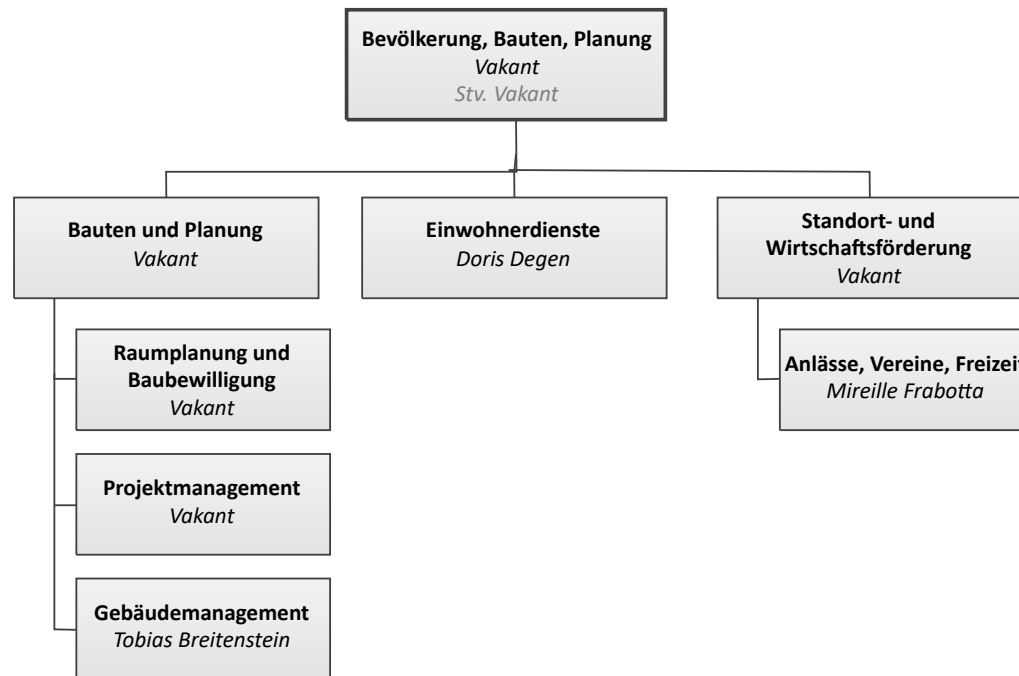 Bevölkerung, Bauten, Planung
Vakant
Stv. Vakant
Bauten und Planung
Vakant
Einwohnerdienste
Doris Degen
Standort- und
Wirtschaftsförderung
Vakant
Raumplanung und
Baubewilligung
Vakant
Anlässe, Vereine, Freizeit
Mireille Frabotta
Projektmanagement
Vakant
Gebäudemanagement
Tobias Breitenstein